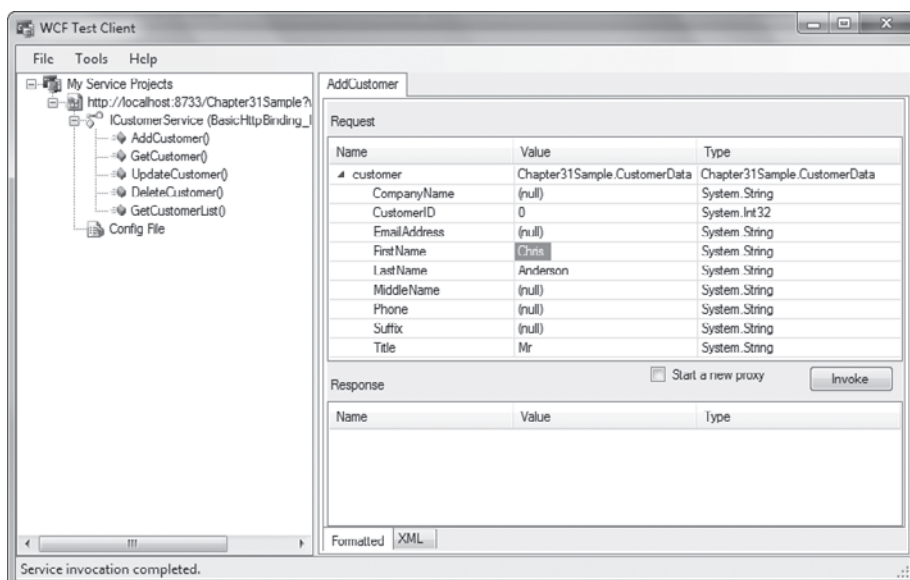 WCF Test Client
File Tools Help
My Service Projects
http://localhost:8733/Chapter31Sample?
ICustomerService (BasicHttpBinding_I
AddCustomer()
GetCustomer()
UpdateCustomer()
DeleteCustomer()
GetCustomerList()
Config File
AddCustomer
Request
Name Value Type
customer Chapter31Sample.CustomerData Chapter31Sample.CustomerData
CompanyName (null) System.String
CustomerID 0 System.Int32
EmailAddress (null) System.String
FirstName Chris System.String
LastName Anderson System.String
MiddleName (null) System.String
Phone (null) System.String
Suffix (null) System.String
Title Mr System.String
Start a new proxy Invoke
Response
Name Value Type
Formatted XML
Service invocation completed.